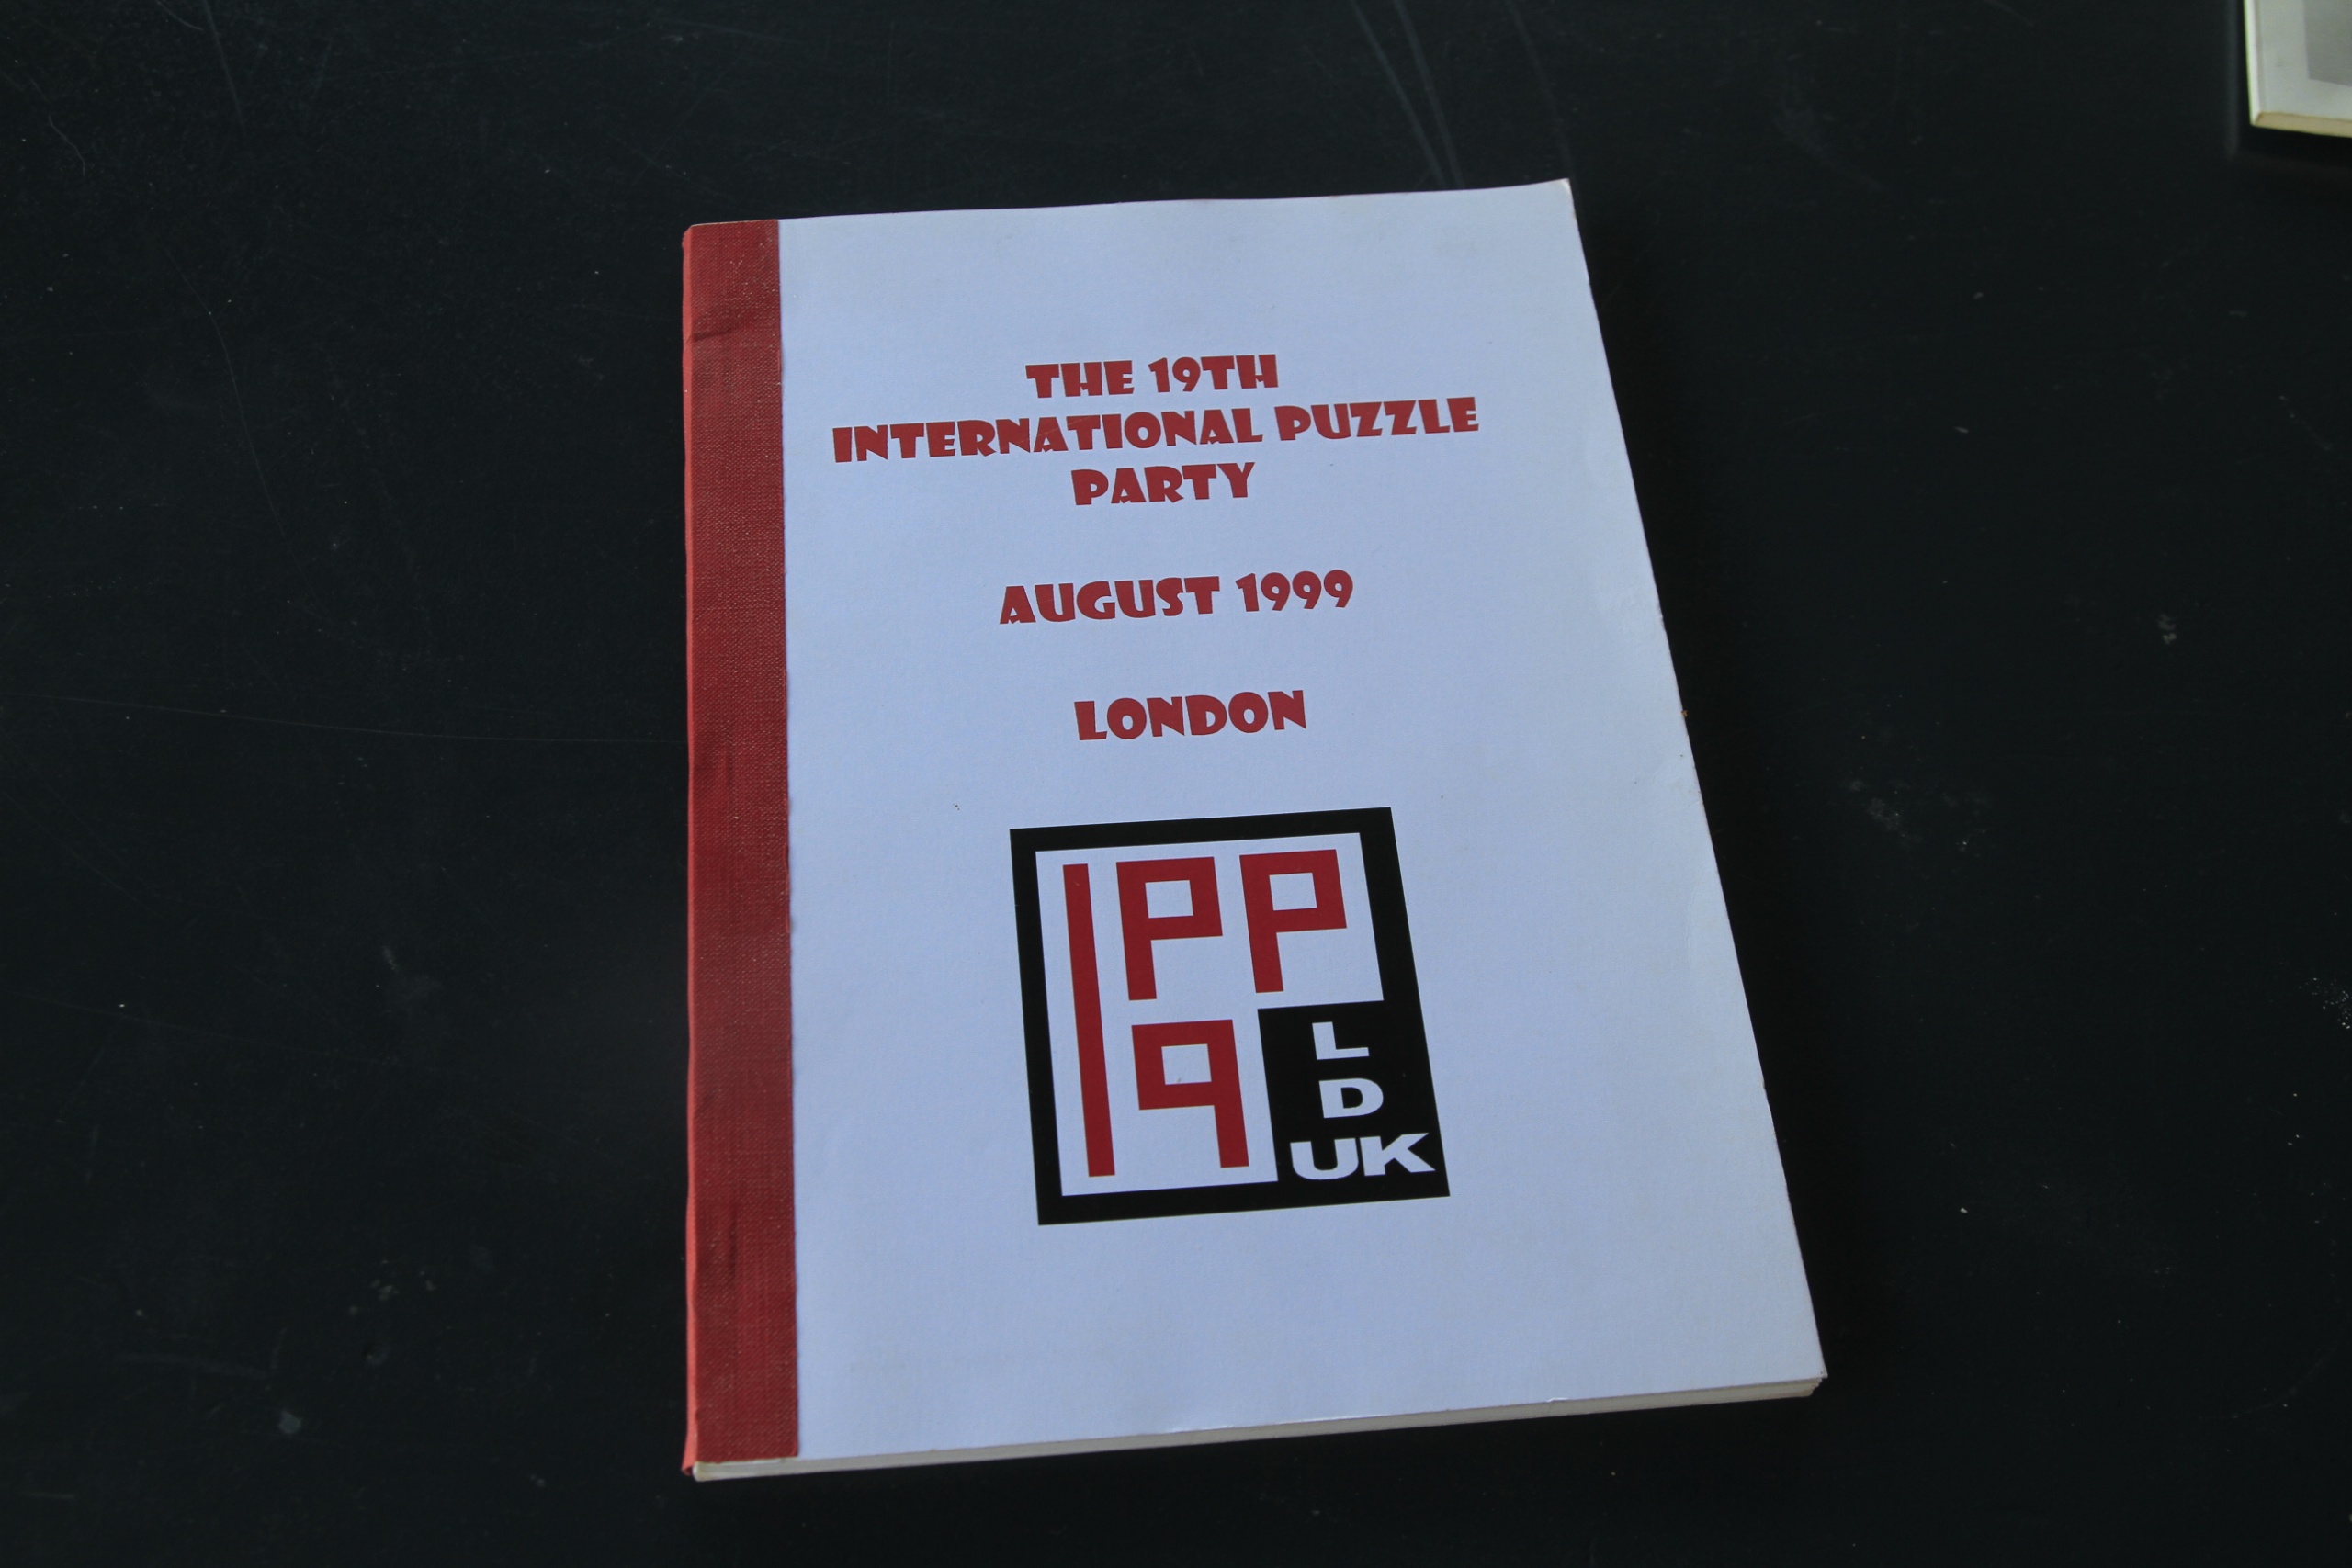 THE 19TH
INTERNATIONAL PUZZLE
PARTY
AUGUST 1999
LONDON
IPP
19
L
D
UK